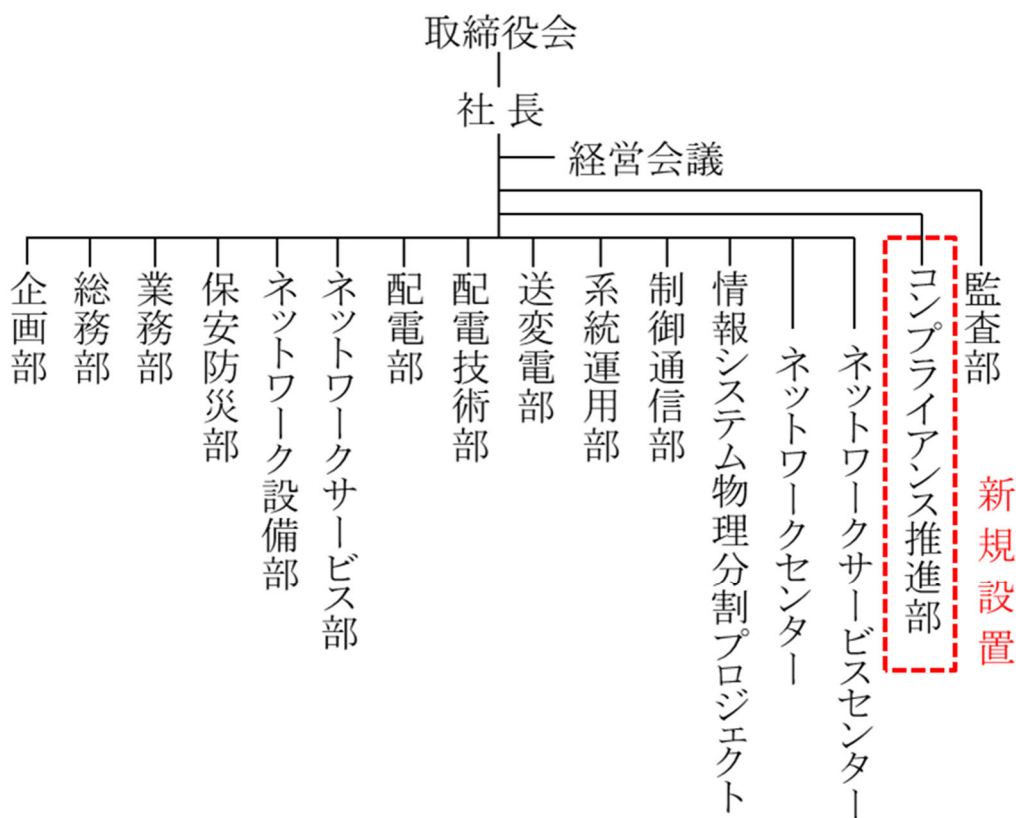 取締役会
社 長
経営会議
企画部
総務部
業務部
保安防災部
ネットワーク設備部
ネットワークサービス部
配電部
配電技術部
送変電部
系統運用部
制御通信部
情報システム物理分割プロジェクト
ネットワークセンター
ネットワークサービスセンター
コンプライアンス推進部
監査部
新規設置